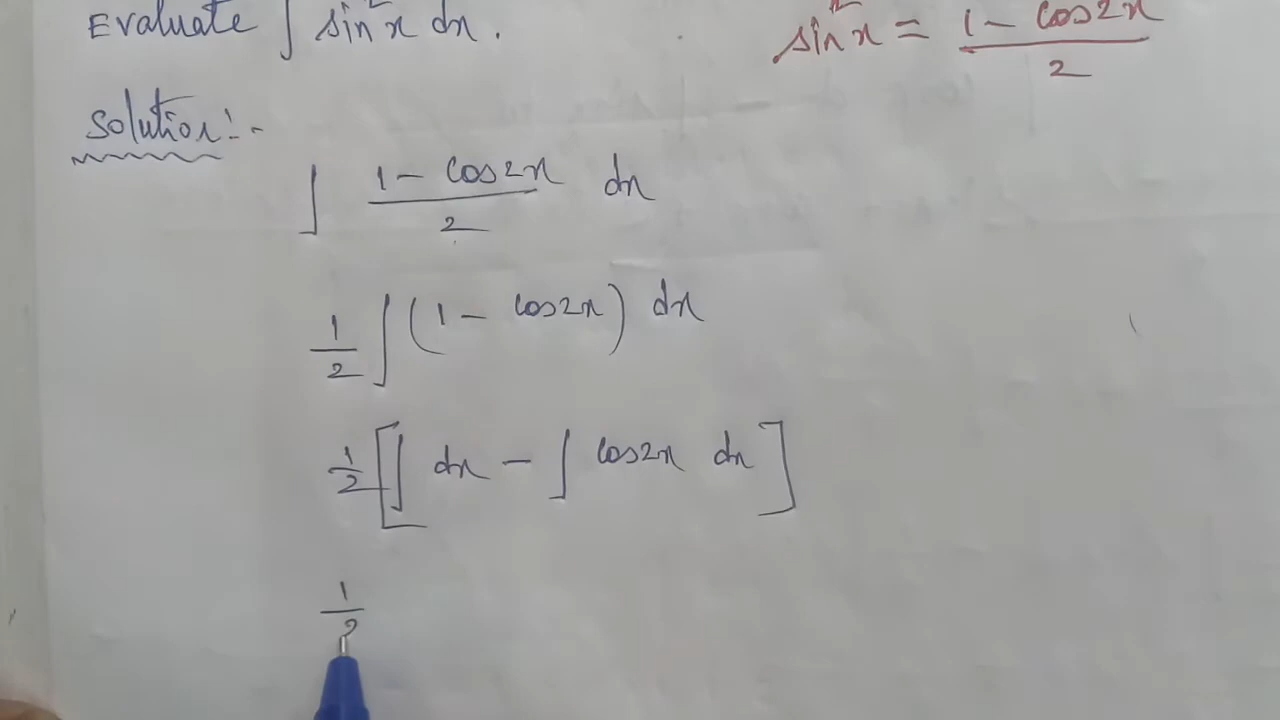 Evaluate ∫ sin²x dx.
sin²x = (1 - cos2x)/2
Solution:-
∫ (1 - cos2x)/2 dx
1/2 ∫ (1 - cos2x) dx
1/2 [∫ dx - ∫ cos2x dx]
1/2